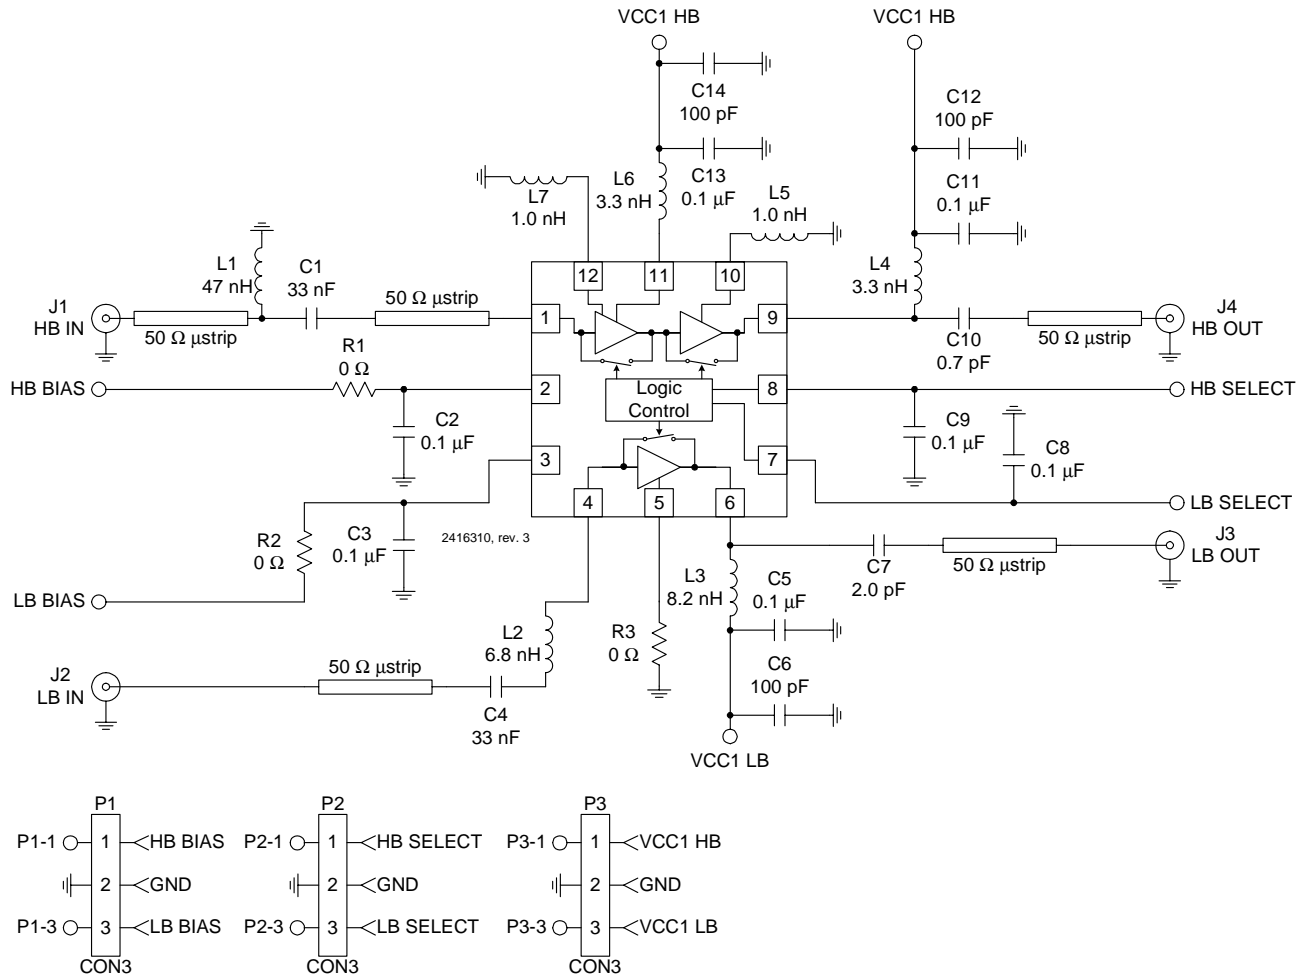 VCC1 HB
VCC1 HB
C14
100 pF
C12
100 pF
C13
0.1 µF
L6
3.3 nH
L7
1.0 nH
L5
1.0 nH
C11
0.1 µF
L1
47 nH
C1
33 nF
L4
3.3 nH
12
11
10
J1
HB IN
50 Ω µstrip
50 Ω µstrip
1
9
C10
0.7 pF
50 Ω µstrip
J4
HB OUT
R1
0 Ω
HB BIAS
2
Logic
Control
8
HB SELECT
C2
0.1 µF
C9
0.1 µF
C8
0.1 µF
3
7
4
5
6
LB SELECT
R2
0 Ω
C3
0.1 µF
2416310, rev. 3
J3
LB OUT
C7
2.0 pF
50 Ω µstrip
L3
8.2 nH
C5
0.1 µF
LB BIAS
L2
6.8 nH
R3
0 Ω
J2
LB IN
50 Ω µstrip
C4
33 nF
C6
100 pF
VCC1 LB
P1
P1-1 1 HB BIAS
2 GND
P1-3 3 LB BIAS
CON3
P2
P2-1 1 HB SELECT
2 GND
P2-3 3 LB SELECT
CON3
P3
P3-1 1 VCC1 HB
2 GND
P3-3 3 VCC1 LB
CON3